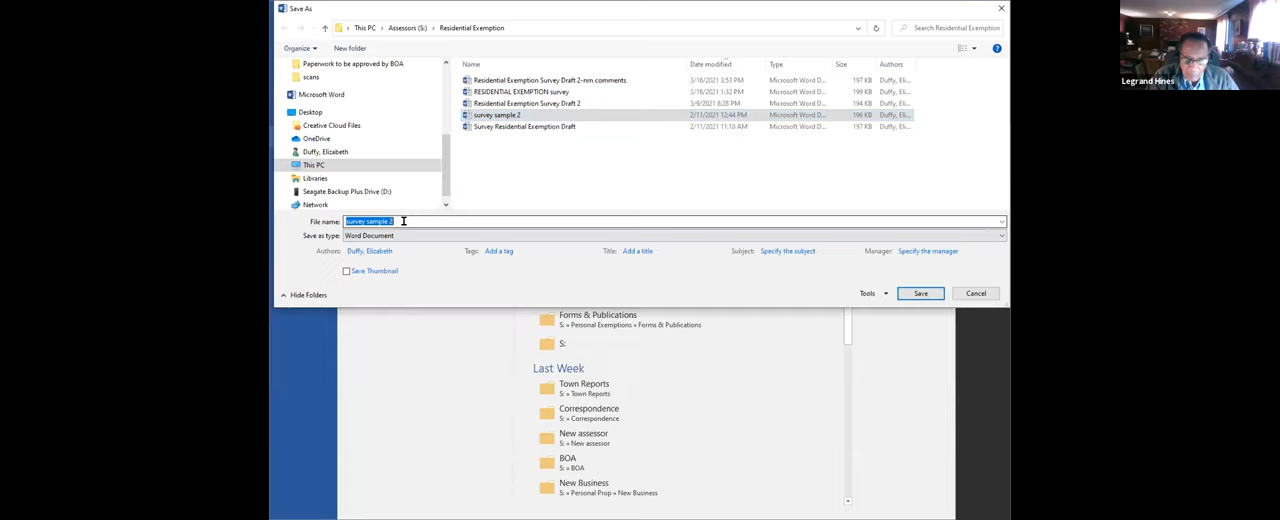 Save As
This PC > Assessors (S:) > Residential Exemption
Search Residential Exemption
Organize
New folder
Name Date modified Type Size Authors
Paperwork to be approved by BOA
scans
Microsoft Word
Desktop
Creative Cloud Files
OneDrive
Duffy, Elizabeth
This PC
Libraries
Seagate Backup Plus Drive (D:)
Network
Residential Exemption Survey Draft 2-nm comments 3/16/2021 3:53 PM Microsoft Word D... 197 KB Duffy, Eli...
RESIDENTIAL EXEMPTION survey 3/16/2021 1:32 PM Microsoft Word D... 199 KB Duffy, Eli...
Residential Exemption Survey Draft 2 3/9/2021 8:28 PM Microsoft Word D... 197 KB Duffy, Eli...
survey sample 2 2/11/2021 12:44 PM Microsoft Word D... 196 KB Duffy, Eli...
Survey Residential Exemption Draft 2/11/2021 11:18 AM Microsoft Word D... 197 KB Duffy, Eli...
File name: survey sample 2
Save as type: Word Document
Authors: Duffy, Elizabeth
Tags: Add a tag
Title: Add a title
Subject: Specify the subject
Manager: Specify the manager
Save Thumbnail
Hide Folders
Tools
Save
Cancel
Forms & Publications
S: » Personal Exemptions » Forms & Publications
S:
Last Week
Town Reports
S: » Town Reports
Correspondence
S: » Correspondence
New assessor
S: » New assessor
BOA
S: » BOA
New Business
S: » Personal Prop » New Business
Legrand Hines